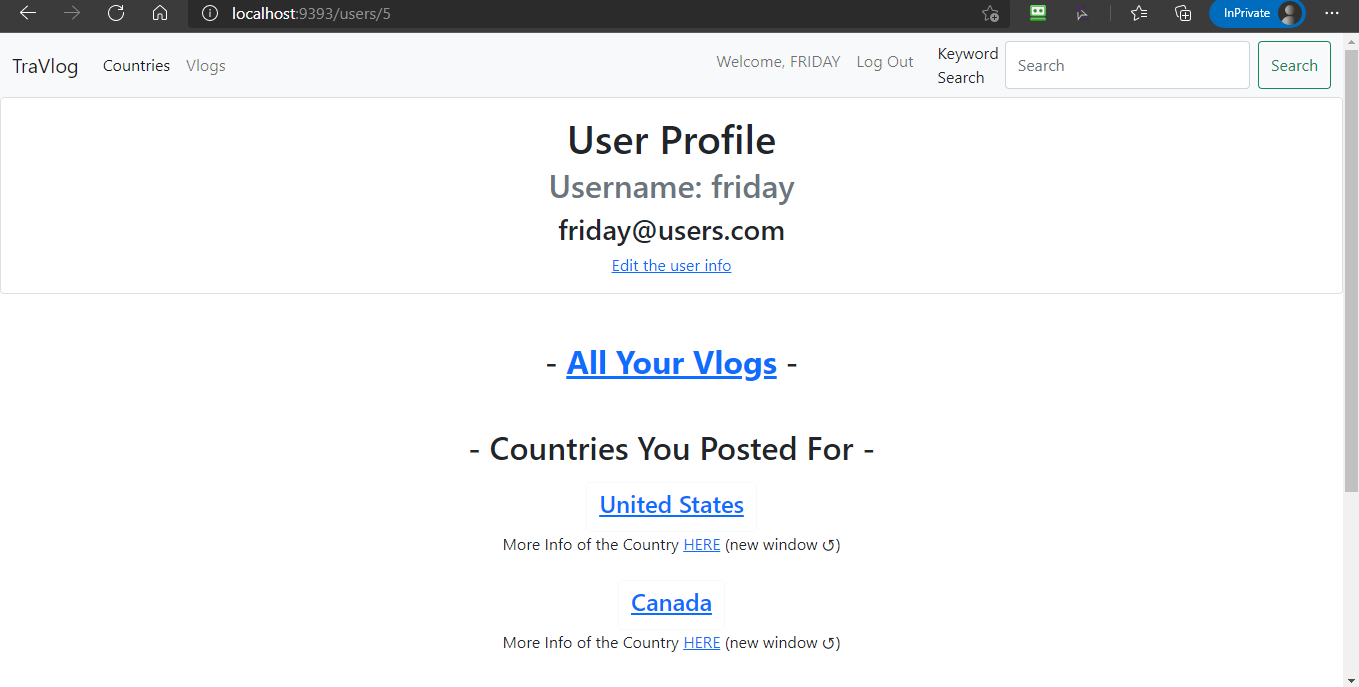 localhost:9393/users/5
InPrivate
TraVlog Countries Vlogs Welcome, FRIDAY Log Out Keyword Search Search Search
User Profile
Username: friday
friday@users.com
Edit the user info
- All Your Vlogs -
- Countries You Posted For -
United States
More Info of the Country HERE (new window ↺)
Canada
More Info of the Country HERE (new window ↺)